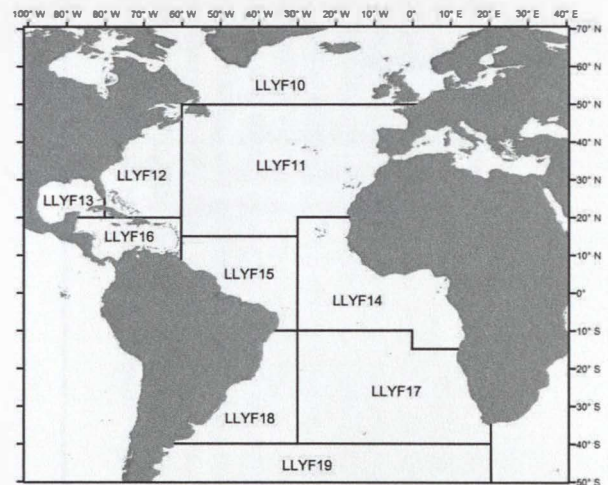 100° W 90° W 80° W 70° W 60° W 50° W 40° W 30° W 20° W 10° W 0° 10° E 20° E 30° E 40° E
70° N
60° N
LLYF10
50° N
40° N
LLYF12 LLYF11
30° N
LLYF13
20° N
LLYF16
10° N
LLYF15
LLYF14 0°
10° S
20° S
LLYF17
LLYF18 30° S
40° S
LLYF19
50° S